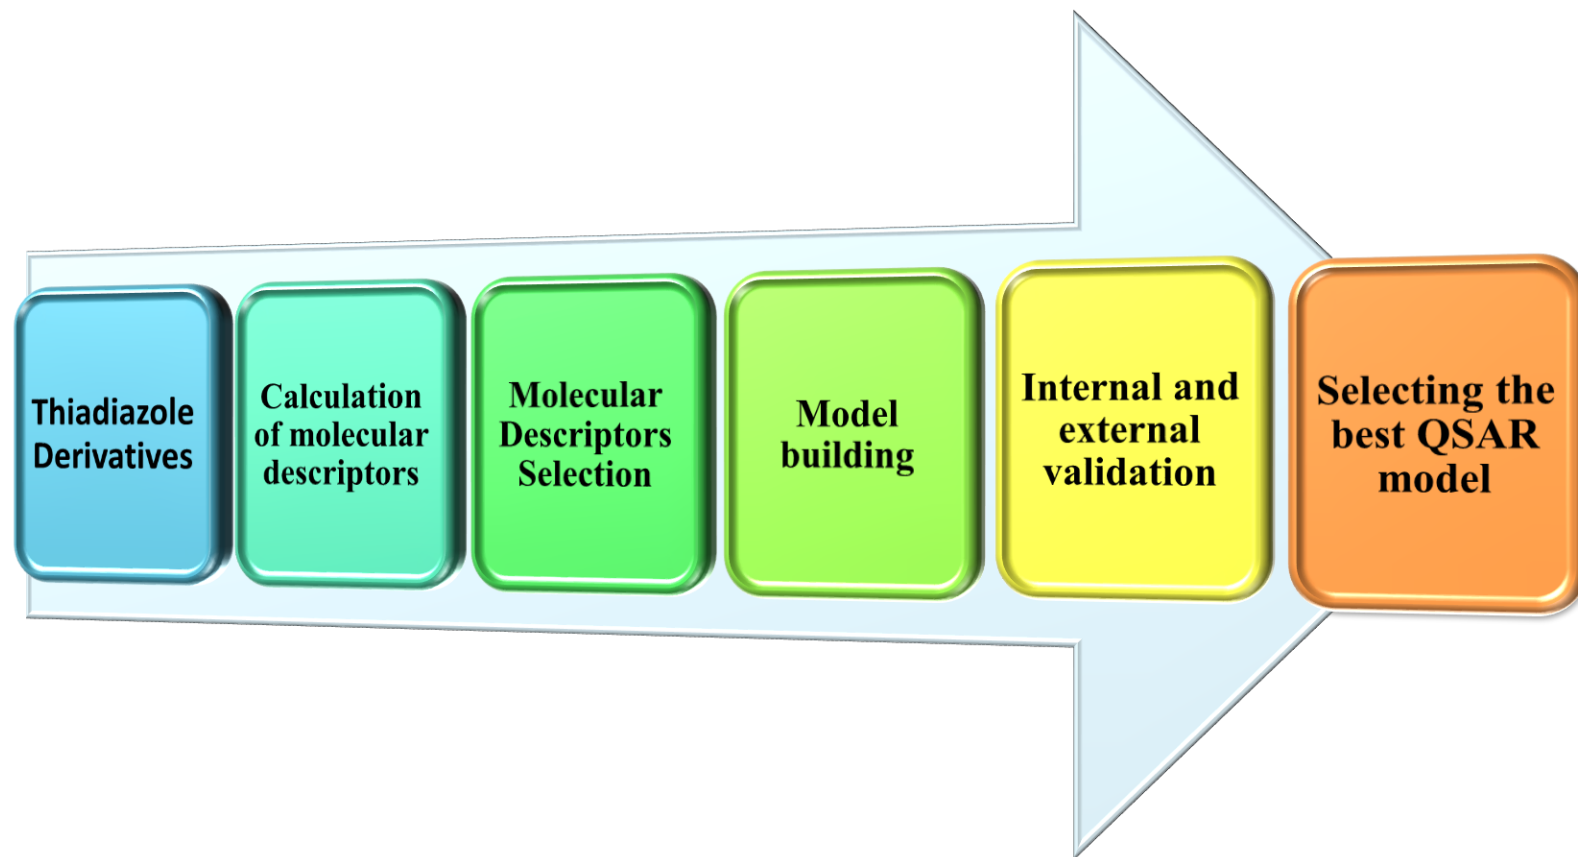 Thiadiazole
Derivatives
Calculation
of molecular
descriptors
Molecular
Descriptors
Selection
Model
building
Internal and
external
validation
Selecting the
best QSAR
model